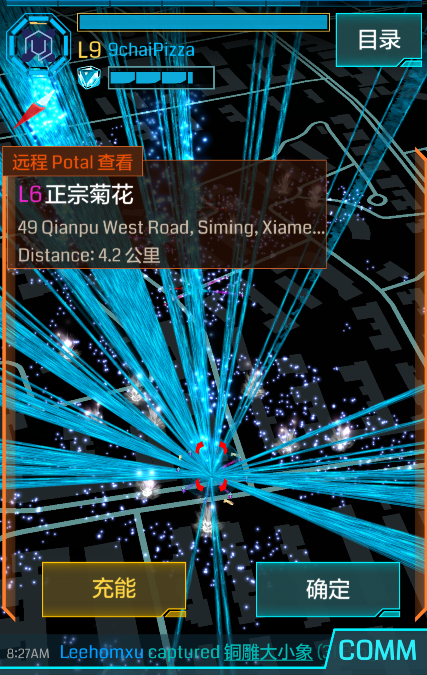 目录
L9 9chaiPizza
远程 Potal 查看
L6 正宗菊花
49 Qianpu West Road, Siming, Xiame...
Distance: 4.2 公里
充能
确定
8:27AM Leehomxu captured 铜雕大小象 (3
COMM